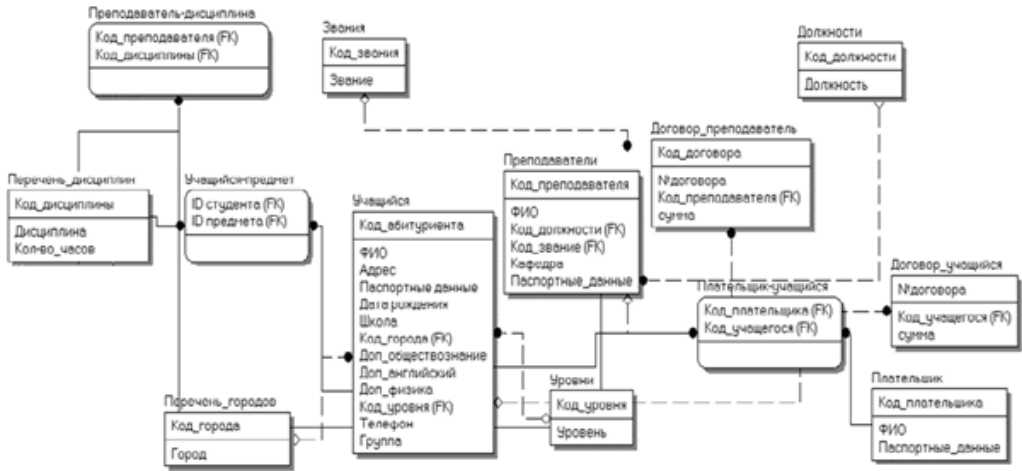 Преподаватель-дисциплина
Код_преподавателя (FK)
Код_дисциплины (FK)
Звания
Код_звания
Звание
Должности
Код_должности
Должность
Договор_преподаватель
Код_договора
№договора
Код_преподавателя (FK)
сумма
Преподаватели
Код_преподавателя
ФИО
Код_должности (FK)
Код_звание (FK)
Кафедра
Паспортные_данные
Перечень_дисциплин
Код_дисциплины
Дисциплина
Кол-во_часов
Учащийся-предмет
ID студента (FK)
ID предмета (FK)
Учащийся
Код_абитуриента
ФИО
Адрес
Паспортные данные
Дата рождения
Школа
Код_города (FK)
Доп_обществознание
Доп_английский
Доп_физика
Код_уровня (FK)
Телефон
Группа
Плательщик-учащийся
Код_плательщика (FK)
Код_учащегося (FK)
Договор_учащийся
№договора
Код_учащегося (FK)
сумма
Уровни
Код_уровня
Уровень
Плательщик
Код_плательщика
ФИО
Паспортные_данные
Перечень_городов
Код_города
Город